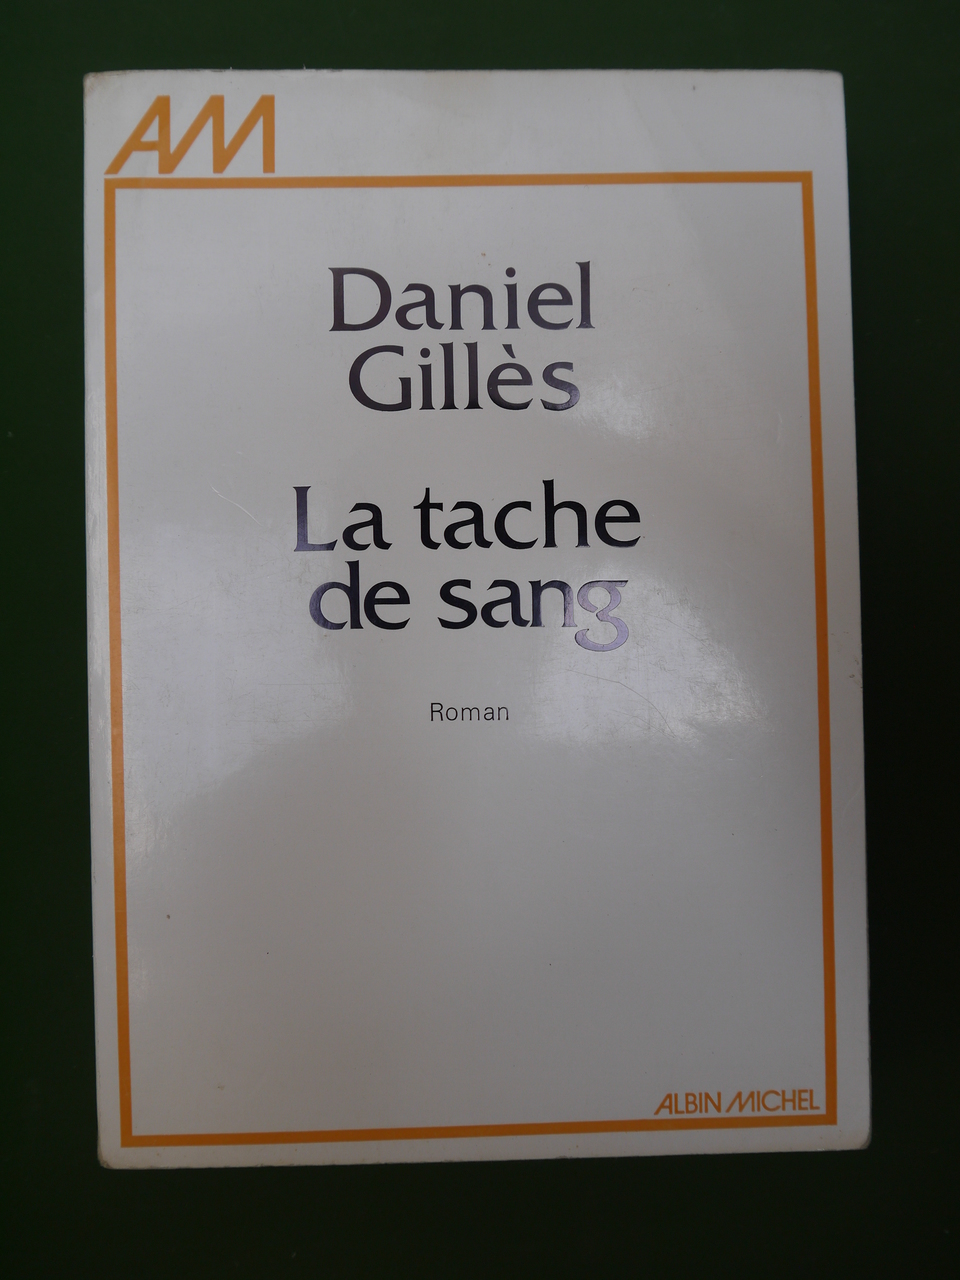 AM
Daniel
Gillès
La tache
de sang
Roman
ALBIN MICHEL